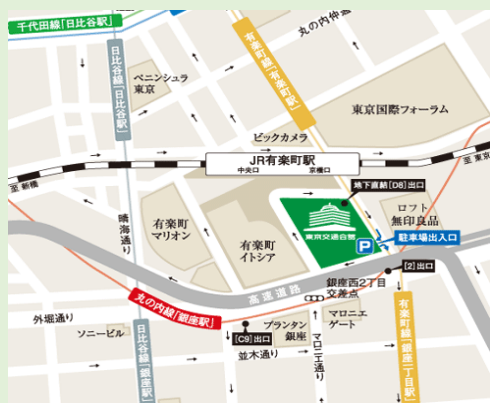 千代田線「日比谷駅」
丸の内仲通り
日比谷線「日比谷駅」
有楽町線「有楽町駅」
ペニンシュラ
東京
東京国際フォーラム
ビックカメラ
JR有楽町駅
中央口
京橋口
至 新橋
至 東京
地下直結[D8]出口
晴海通り
有楽町
マリオン
有楽町
イトシア
東京交通会館
ロフト
無印良品
P
駐車場出入口
[2]出口
高速道路
銀座西2丁目
交差点
丸の内線「銀座駅」
外堀通り
ソニービル
[C9]出口
並木通り
プランタン
銀座
マロニエ通り
マロニエ
ゲート
日比谷線「銀座駅」
有楽町線「銀座一丁目駅」